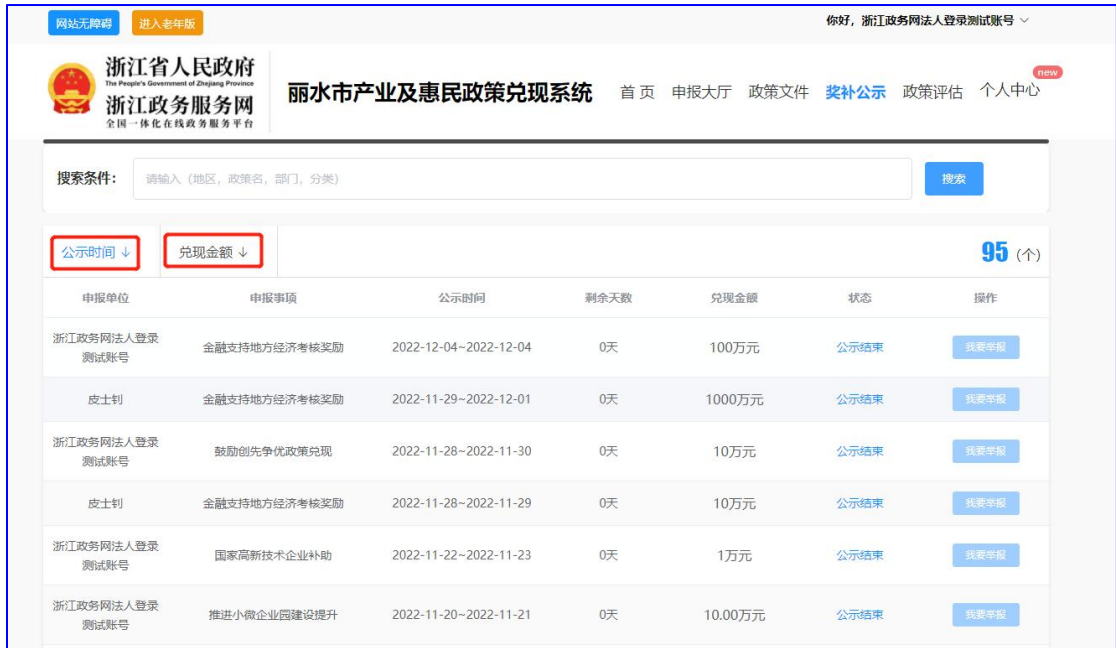 网站无障碍 进入老年版 你好，浙江政务网法人登录测试账号
浙江省人民政府
The People's Government of Zhejiang Province
浙江政务服务网
全国一体化在线政务服务平台
丽水市产业及惠民政策兑现系统 首页 申报大厅 政策文件 奖补公示 政策评估 个人中心 new
搜索条件： 请输入（地区，政策名，部门，分类） 搜索
公示时间↓ 兑现金额↓ 95（个）
申报单位 申报事项 公示时间 剩余天数 兑现金额 状态 操作
浙江政务网法人登录
测试账号 金融支持地方经济考核奖励 2022-12-04~2022-12-04 0天 100万元 公示结束 我要举报
皮士钊 金融支持地方经济考核奖励 2022-11-29~2022-12-01 0天 1000万元 公示结束 我要举报
浙江政务网法人登录
测试账号 鼓励创先争优政策兑现 2022-11-28~2022-11-30 0天 10万元 公示结束 我要举报
皮士钊 金融支持地方经济考核奖励 2022-11-28~2022-11-29 0天 10万元 公示结束 我要举报
浙江政务网法人登录
测试账号 国家高新技术企业补助 2022-11-22~2022-11-23 0天 1万元 公示结束 我要举报
浙江政务网法人登录
测试账号 推进小微企业园建设提升 2022-11-20~2022-11-21 0天 10.00万元 公示结束 我要举报